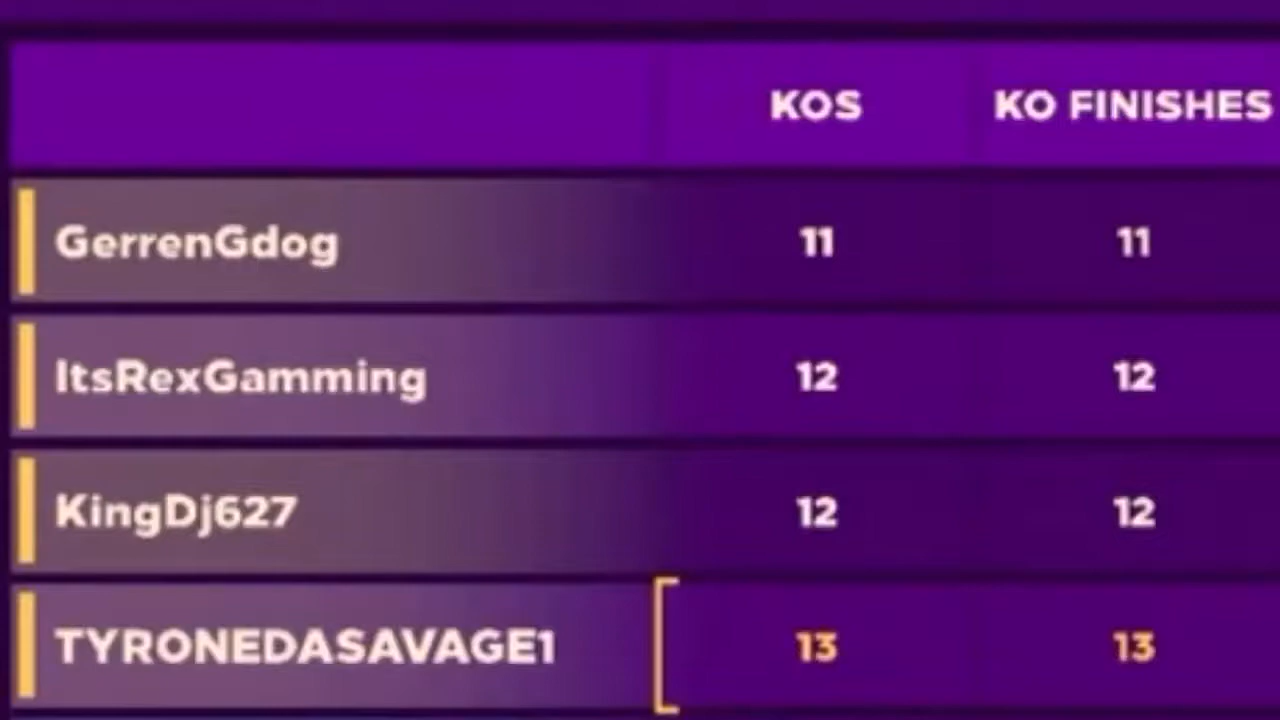 KOS KO FINISHES
GerrenGdog 11 11
ItsRexGamming 12 12
KingDj627 12 12
TYRONEDASAVAGE1 13 13